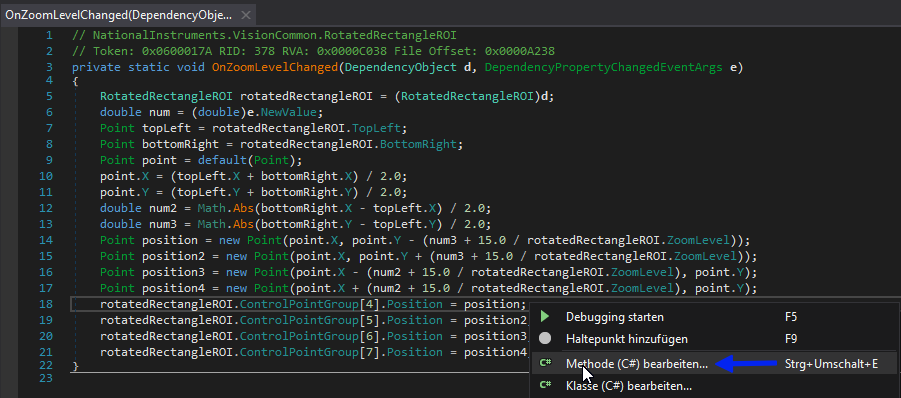 OnZoomLevelChanged(DependencyObje... ×
1 // NationalInstruments.VisionCommon.RotatedRectangleROI
2 // Token: 0x0600017A RID: 378 RVA: 0x0000C038 File Offset: 0x0000A238
3 private static void OnZoomLevelChanged(DependencyObject d, DependencyPropertyChangedEventArgs e)
4 {
5 RotatedRectangleROI rotatedRectangleROI = (RotatedRectangleROI)d;
6 double num = (double)e.NewValue;
7 Point topLeft = rotatedRectangleROI.TopLeft;
8 Point bottomRight = rotatedRectangleROI.BottomRight;
9 Point point = default(Point);
10 point.X = (topLeft.X + bottomRight.X) / 2.0;
11 point.Y = (topLeft.Y + bottomRight.Y) / 2.0;
12 double num2 = Math.Abs(bottomRight.X - topLeft.X) / 2.0;
13 double num3 = Math.Abs(bottomRight.Y - topLeft.Y) / 2.0;
14 Point position = new Point(point.X, point.Y - (num3 + 15.0 / rotatedRectangleROI.ZoomLevel));
15 Point position2 = new Point(point.X, point.Y + (num3 + 15.0 / rotatedRectangleROI.ZoomLevel));
16 Point position3 = new Point(point.X - (num2 + 15.0 / rotatedRectangleROI.ZoomLevel), point.Y);
17 Point position4 = new Point(point.X + (num2 + 15.0 / rotatedRectangleROI.ZoomLevel), point.Y);
18 rotatedRectangleROI.ControlPointGroup[4].Position = position;
19 rotatedRectangleROI.ControlPointGroup[5].Position = position2
20 rotatedRectangleROI.ControlPointGroup[6].Position = position3
21 rotatedRectangleROI.ControlPointGroup[7].Position = position4
22 }
23
Debugging starten F5
Haltepunkt hinzufügen F9
C# Methode (C#) bearbeiten... Strg+Umschalt+E
C# Klasse (C#) bearbeiten...